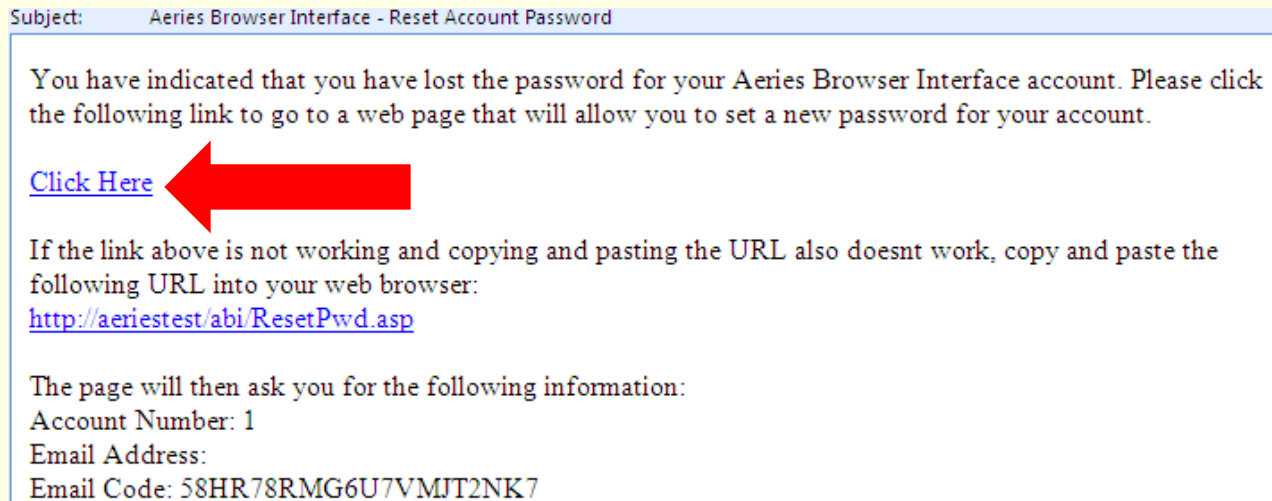 Subject: Aeries Browser Interface - Reset Account Password
You have indicated that you have lost the password for your Aeries Browser Interface account. Please click
the following link to go to a web page that will allow you to set a new password for your account.
Click Here
If the link above is not working and copying and pasting the URL also doesnt work, copy and paste the
following URL into your web browser:
http://aeriestest/abi/ResetPwd.asp
The page will then ask you for the following information:
Account Number: 1
Email Address:
Email Code: 58HR78RMG6U7VMJT2NK7